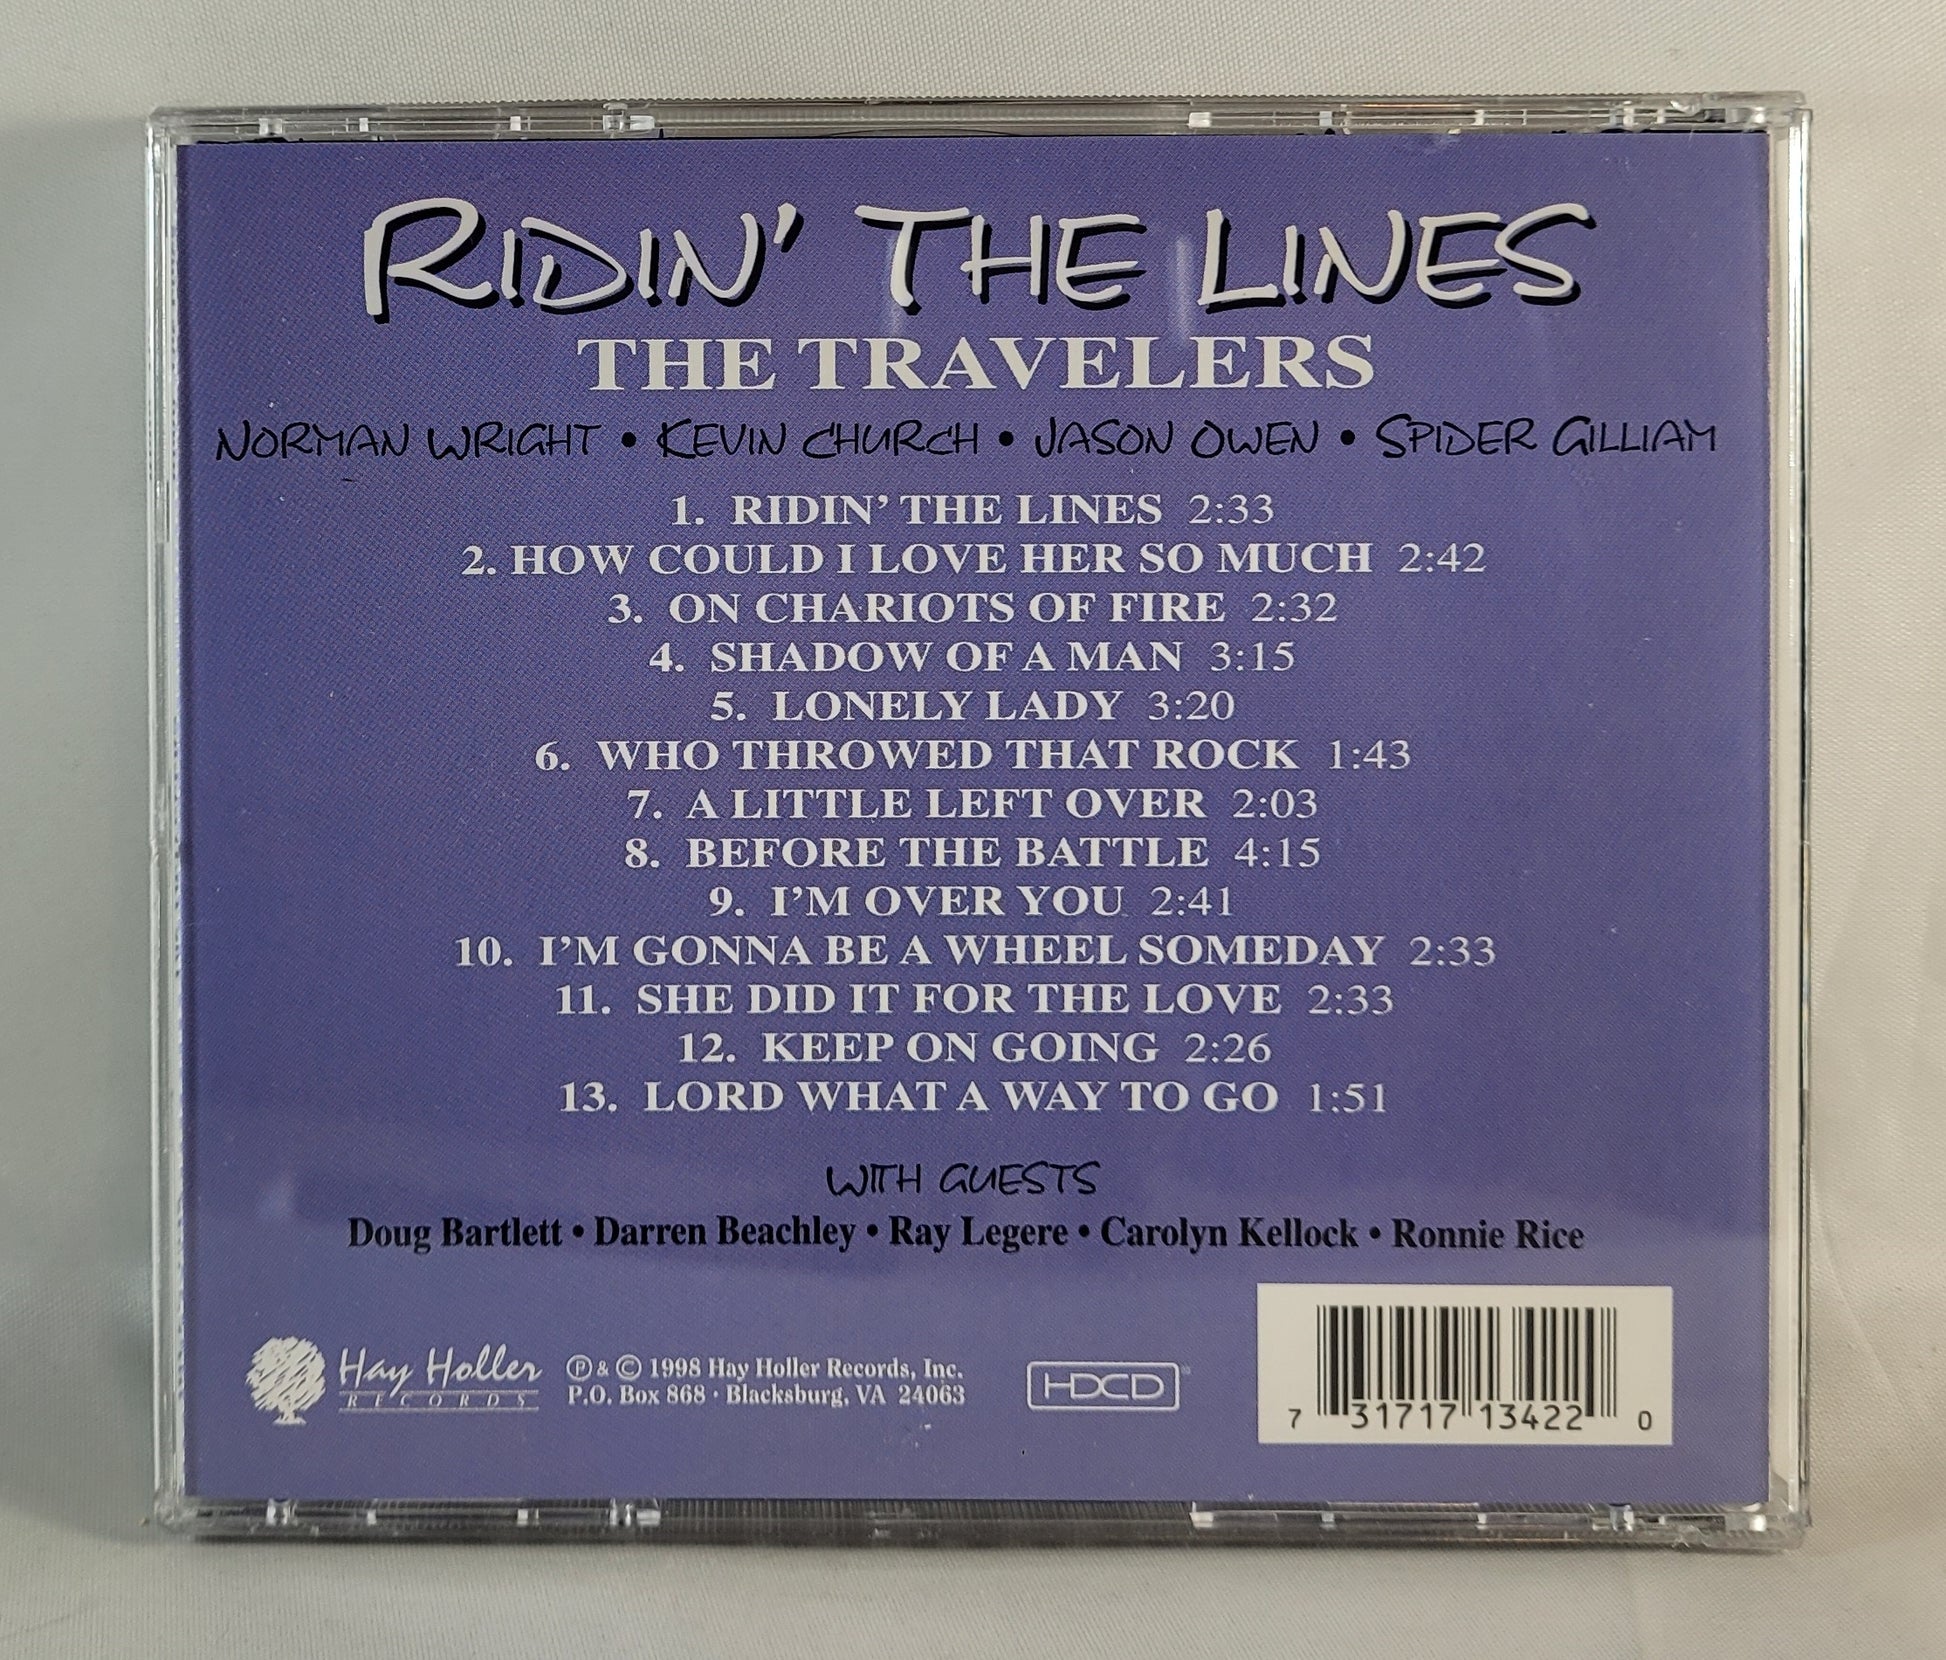 RIDIN' THE LINES
THE TRAVELERS
NORMAN WRIGHT • KEVIN CHURCH • JASON OWEN • SPIDER GILLIAM
1. RIDIN' THE LINES 2:33
2. HOW COULD I LOVE HER SO MUCH 2:42
3. ON CHARIOTS OF FIRE 2:32
4. SHADOW OF A MAN 3:15
5. LONELY LADY 3:20
6. WHO THROWED THAT ROCK 1:43
7. A LITTLE LEFT OVER 2:03
8. BEFORE THE BATTLE 4:15
9. I'M OVER YOU 2:41
10. I'M GONNA BE A WHEEL SOMEDAY 2:33
11. SHE DID IT FOR THE LOVE 2:33
12. KEEP ON GOING 2:26
13. LORD WHAT A WAY TO GO 1:51
WITH GUESTS
Doug Bartlett • Darren Beachley • Ray Legere • Carolyn Kellock • Ronnie Rice
Hay Holler
RECORDS
℗ & © 1998 Hay Holler Records, Inc.
P.O. Box 868 · Blacksburg, VA 24063
HDCD®
7 31717 13422 0